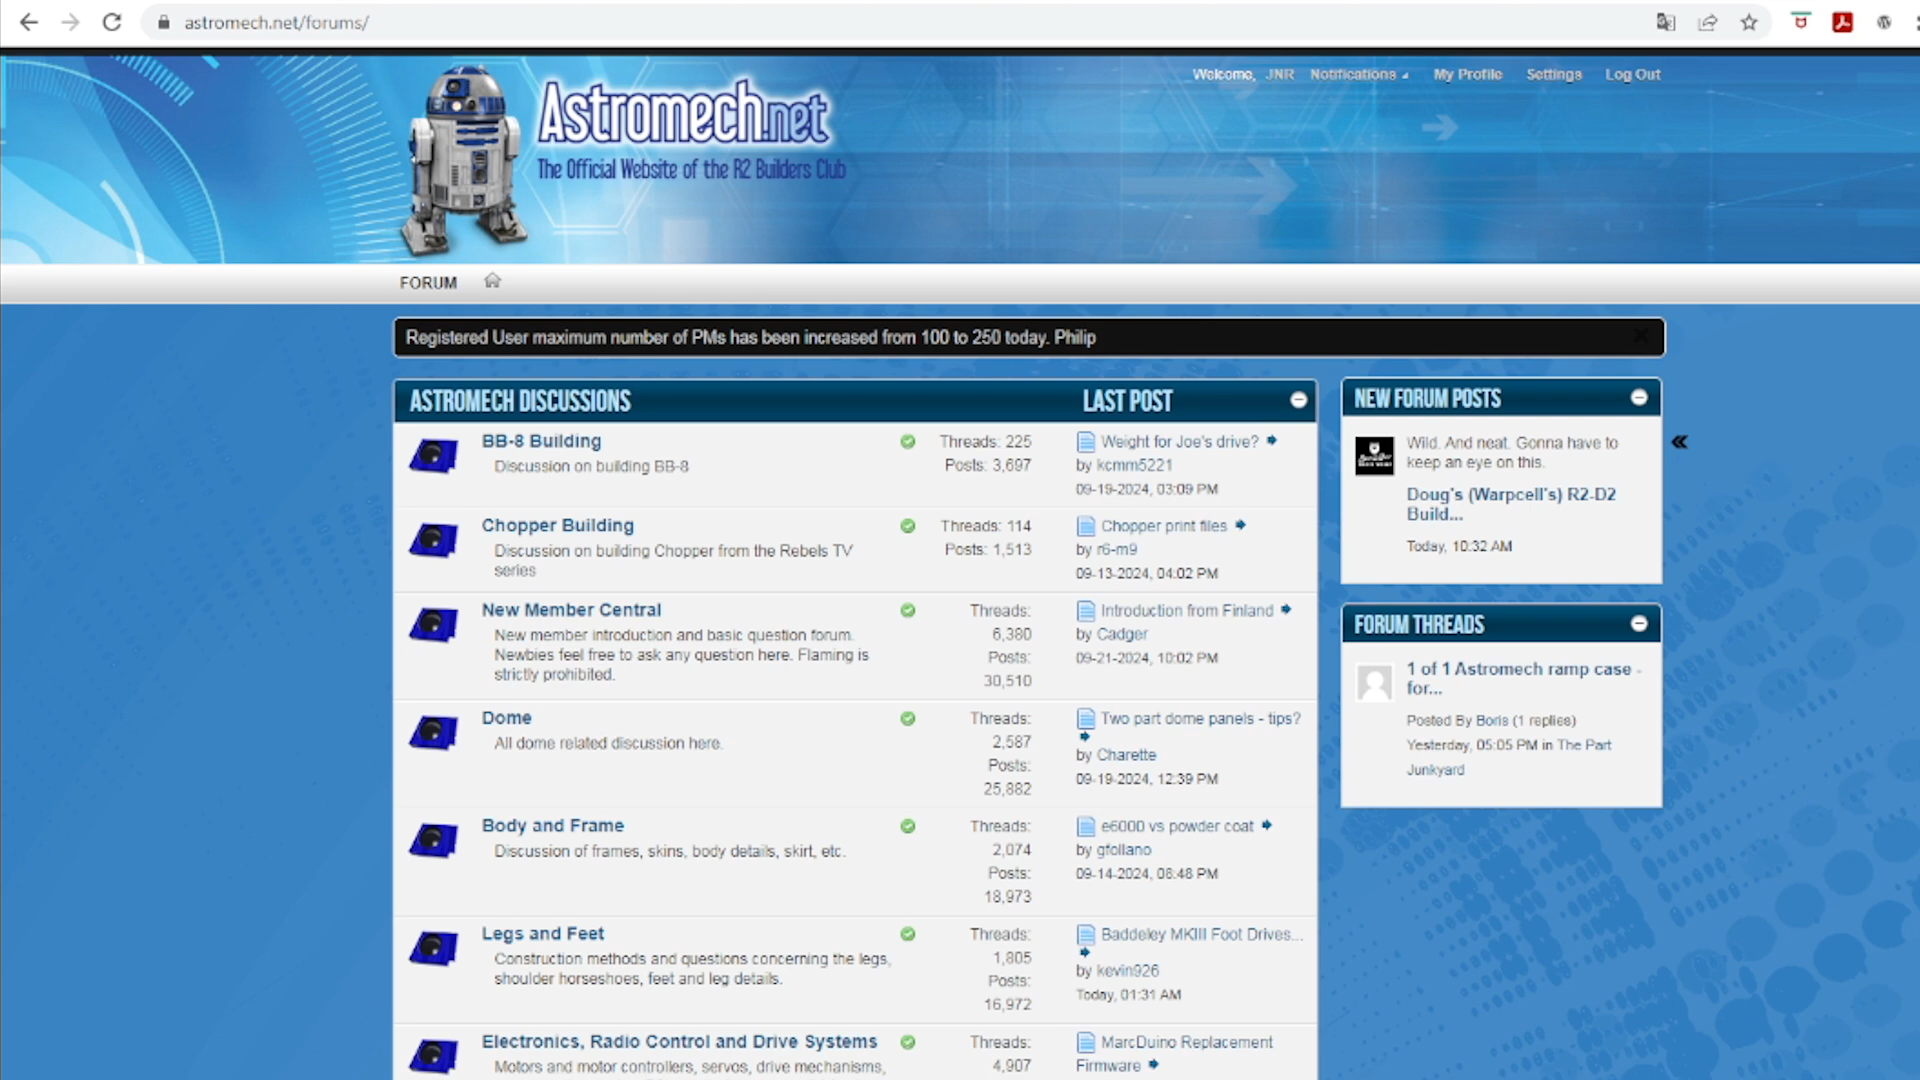 astromech.net/forums/
Welcome, JNR Notifications My Profile Settings Log Out
Astromech.net
The Official Website of the R2 Builders Club
FORUM
Registered User maximum number of PMs has been increased from 100 to 250 today. Philip
ASTROMECH DISCUSSIONS LAST POST
BB-8 Building
Discussion on building BB-8
Threads: 225
Posts: 3,697
Weight for Joe's drive?
by kcmm5221
09-19-2024, 03:09 PM
Chopper Building
Discussion on building Chopper from the Rebels TV
series
Threads: 114
Posts: 1,513
Chopper print files
by r6-m9
09-13-2024, 04:02 PM
New Member Central
New member introduction and basic question forum.
Newbies feel free to ask any question here. Flaming is
strictly prohibited.
Threads:
6,380
Posts:
30,510
Introduction from Finland
by Cadger
09-21-2024, 10:02 PM
Dome
All dome related discussion here.
Threads:
2,587
Posts:
25,882
Two part dome panels - tips?
by Charette
09-19-2024, 12:39 PM
Body and Frame
Discussion of frames, skins, body details, skirt, etc.
Threads:
2,074
Posts:
18,973
e6000 vs powder coat
by gfollano
09-14-2024, 08:48 PM
Legs and Feet
Construction methods and questions concerning the legs,
shoulder horseshoes, feet and leg details.
Threads:
1,805
Posts:
16,972
Baddeley MKIII Foot Drives...
by kevin926
Today, 01:31 AM
Electronics, Radio Control and Drive Systems
Motors and motor controllers, servos, drive mechanisms,
Threads:
4,907
MarcDuino Replacement
Firmware
NEW FORUM POSTS
Wild. And neat. Gonna have to
keep an eye on this.
Doug's (Warpcell's) R2-D2
Build...
Today, 10:32 AM
FORUM THREADS
1 of 1 Astromech ramp case -
for...
Posted By Boris (1 replies)
Yesterday, 05:05 PM in The Part
Junkyard